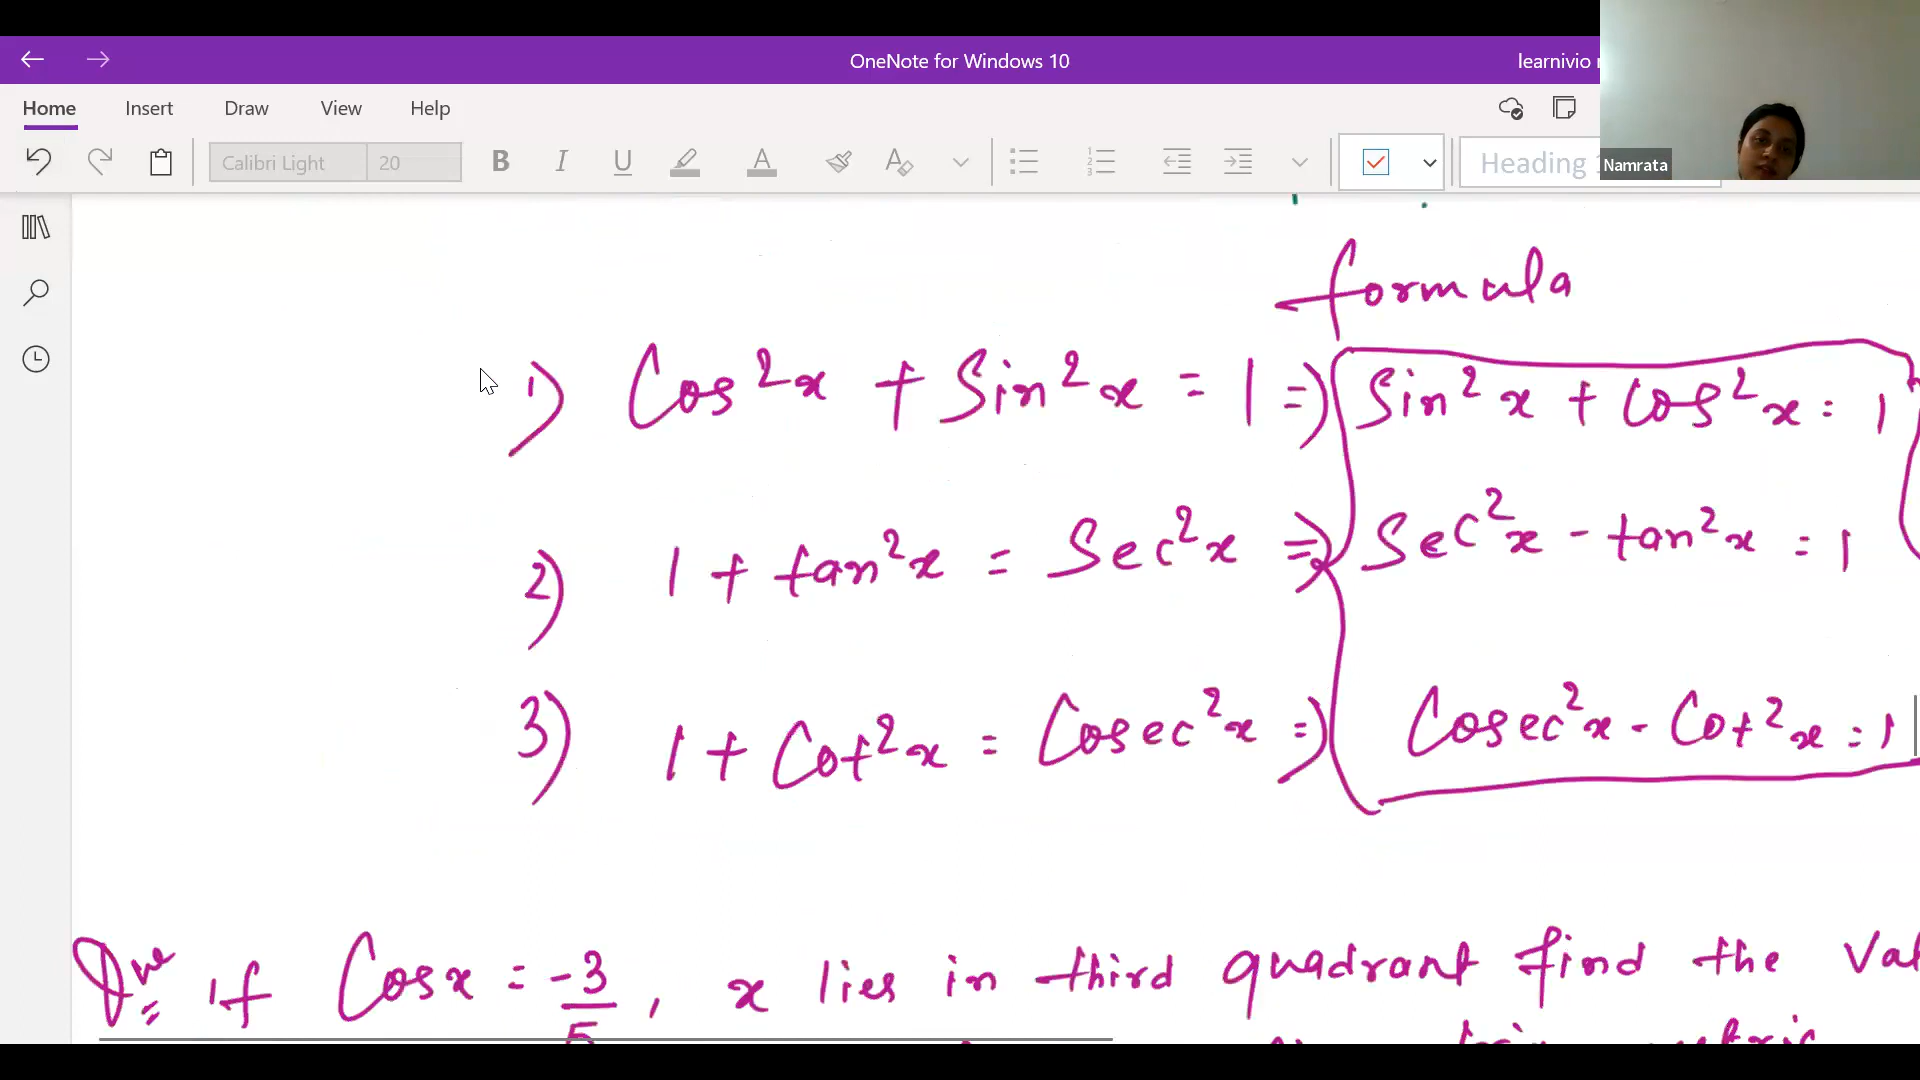 OneNote for Windows 10
learnivio
Home Insert Draw View Help
Calibri Light 20 B I U A Heading
Namrata
formula
1) Cos²x + Sin²x = 1 => Sin²x + Cos²x = 1
2) 1 + tan²x = Sec²x => Sec²x - tan²x = 1
3) 1 + Cot²x = Cosec²x => Cosec²x - Cot²x = 1
Que if Cosx = -3/5, x lies in third quadrant find the